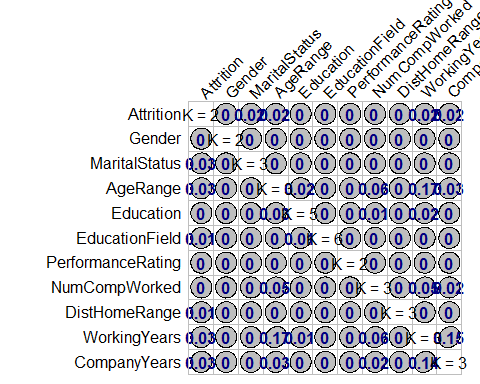 Attrition
Gender
MaritalStatus
AgeRange
Education
EducationField
PerformanceRating
NumCompWorked
DistHomeRange
WorkingYe
Comp
Attrition K = 2 0 0.02 0.02 0 0 0 0 0 0.02 0.02
Gender 0 K = 2 0 0 0 0 0 0 0 0 0
MaritalStatus 0.03 0 K = 3 0 0 0 0 0 0 0 0
AgeRange 0.03 0 0 K = 0.02 0 0 0.06 0 0.17 0.03
Education 0 0 0 K = 5 0 0 0.01 0 0.02 0
EducationField 0.01 0 0 0 K = 6 0 0 0 0 0
PerformanceRating 0 0 0 0 0 0 K = 2 0 0 0 0
NumCompWorked 0 0 0 0.05 0 0 0 K = 3 0 0.05 0.02
DistHomeRange 0.01 0 0 0 0 0 0 0 K = 3 0 0
WorkingYears 0.03 0 0 0.17 0.01 0 0 0.06 0 K = 0.15
CompanyYears 0.03 0 0 0.03 0 0 0 0.02 0 0.14 K = 3